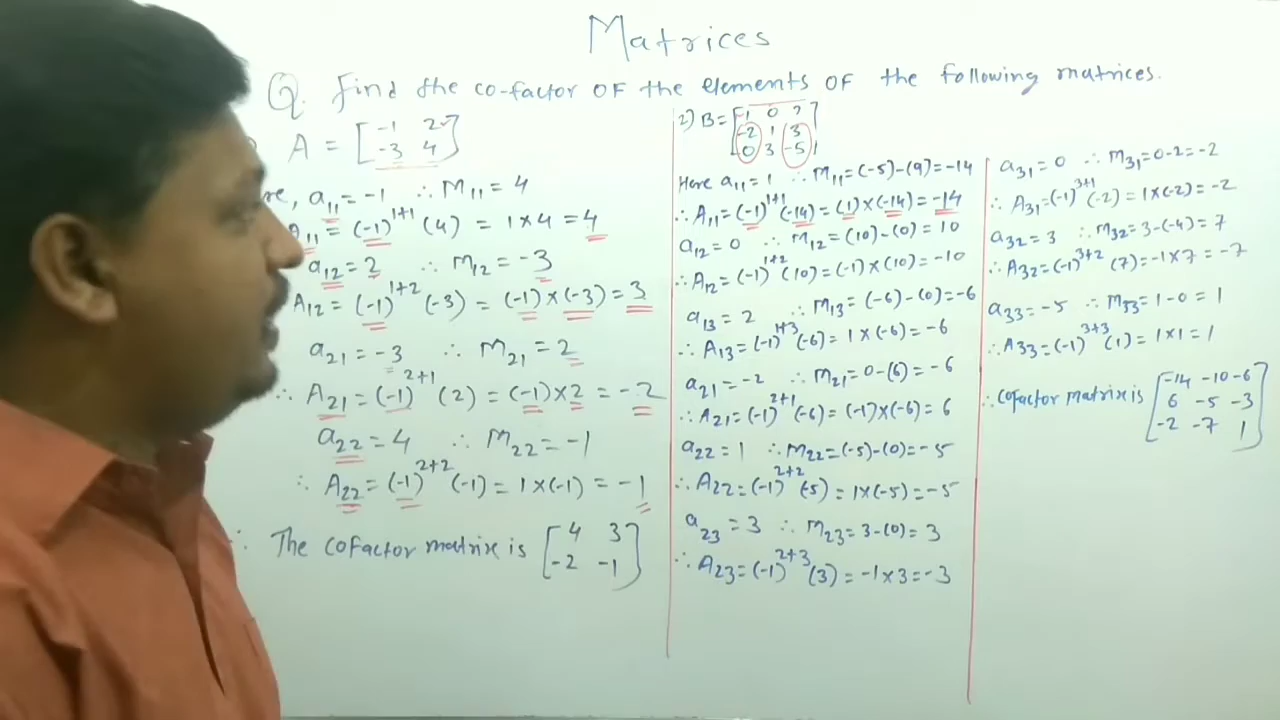 Matrices
Q. Find the co-factor OF the elements OF the following matrices.
A = [-1 2
-3 4]
re, a11 = -1 ∴ M11 = 4
A11 = (-1)^1+1 (4) = 1×4 = 4
a12 = 2 ∴ M12 = -3
A12 = (-1)^1+2 (-3) = (-1)×(-3) = 3
a21 = -3 ∴ M21 = 2
∴ A21 = (-1)^2+1 (2) = (-1)×2 = -2
a22 = 4 ∴ M22 = -1
∴ A22 = (-1)^2+2 (-1) = 1×(-1) = -1
∴ The cofactor matrix is [4 3
-2 -1]
2) B = [-1 0 2
-2 1 3
0 3 -5]
Here a11 = 1 ∴ M11 = (-5)-(9) = -14
∴ A11 = (-1)^1+1 (-14) = (1)×(-14) = -14
a12 = 0 ∴ M12 = (10)-(0) = 10
∴ A12 = (-1)^1+2 (10) = (-1)×(10) = -10
a13 = 2 ∴ M13 = (-6)-(0) = -6
∴ A13 = (-1)^1+3 (-6) = 1×(-6) = -6
a21 = -2 ∴ M21 = 0-(6) = -6
∴ A21 = (-1)^2+1 (-6) = (-1)×(-6) = 6
a22 = 1 ∴ M22 = (-5)-(0) = -5
∴ A22 = (-1)^2+2 (-5) = 1×(-5) = -5
a23 = 3 ∴ M23 = 3-(0) = 3
∴ A23 = (-1)^2+3 (3) = -1×3 = -3
a31 = 0 ∴ M31 = 0-2 = -2
∴ A31 = (-1)^3+1 (-2) = 1×(-2) = -2
a32 = 3 ∴ M32 = 3-(-4) = 7
∴ A32 = (-1)^3+2 (7) = -1×7 = -7
a33 = -5 ∴ M33 = 1-0 = 1
∴ A33 = (-1)^3+3 (1) = 1×1 = 1
∴ Cofactor matrix is [-14 -10 -6
6 -5 -3
-2 -7 1]